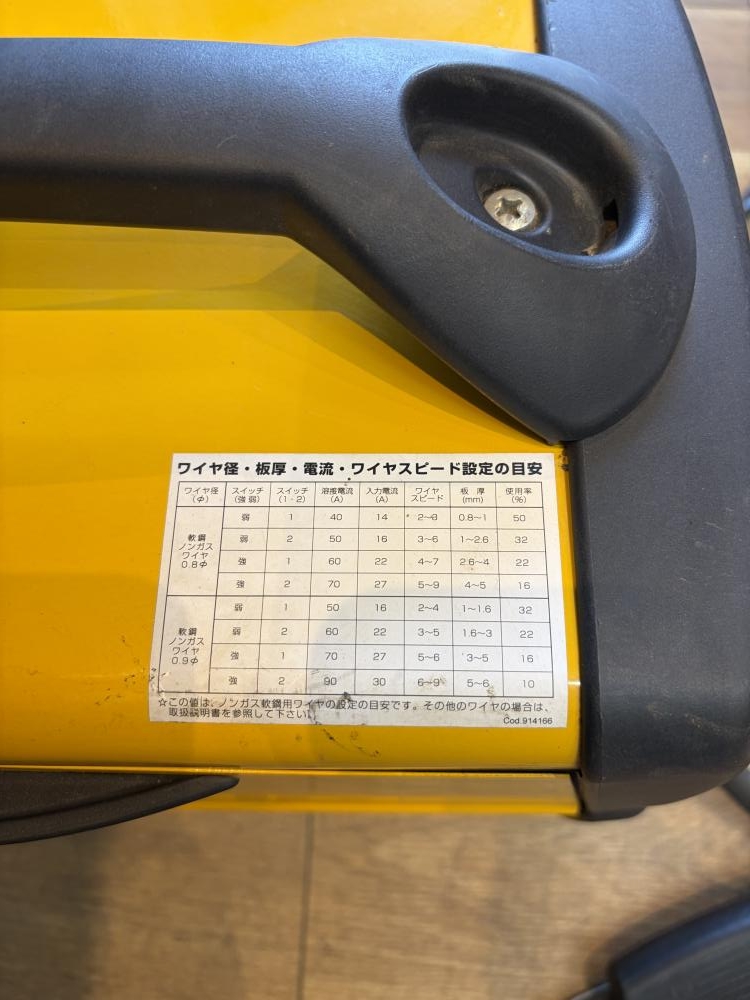 ワイヤ径・板厚・電流・ワイヤスピード設定の目安
ワイヤ径(φ) スイッチ(強弱) スイッチ(1・2) 溶接電流(A) 入力電流(A) ワイヤスピード 板厚(mm) 使用率(%)
軟鋼ノンガスワイヤ0.8φ
弱 1 40 14 2〜3 0.8〜1 50
弱 2 50 16 3〜6 1〜2.6 32
強 1 60 22 4〜7 2.6〜4 22
強 2 70 27 5〜9 4〜5 16
軟鋼ノンガスワイヤ0.9φ
弱 1 50 16 2〜4 1〜1.6 32
弱 2 60 22 3〜5 1.6〜3 22
強 1 70 27 5〜6 3〜5 16
強 2 90 30 6〜9 5〜6 10
☆この値は、ノンガス軟鋼用ワイヤの設定の目安です。その他のワイヤの場合は、
取扱説明書を参照して下さい。
Cod.914166